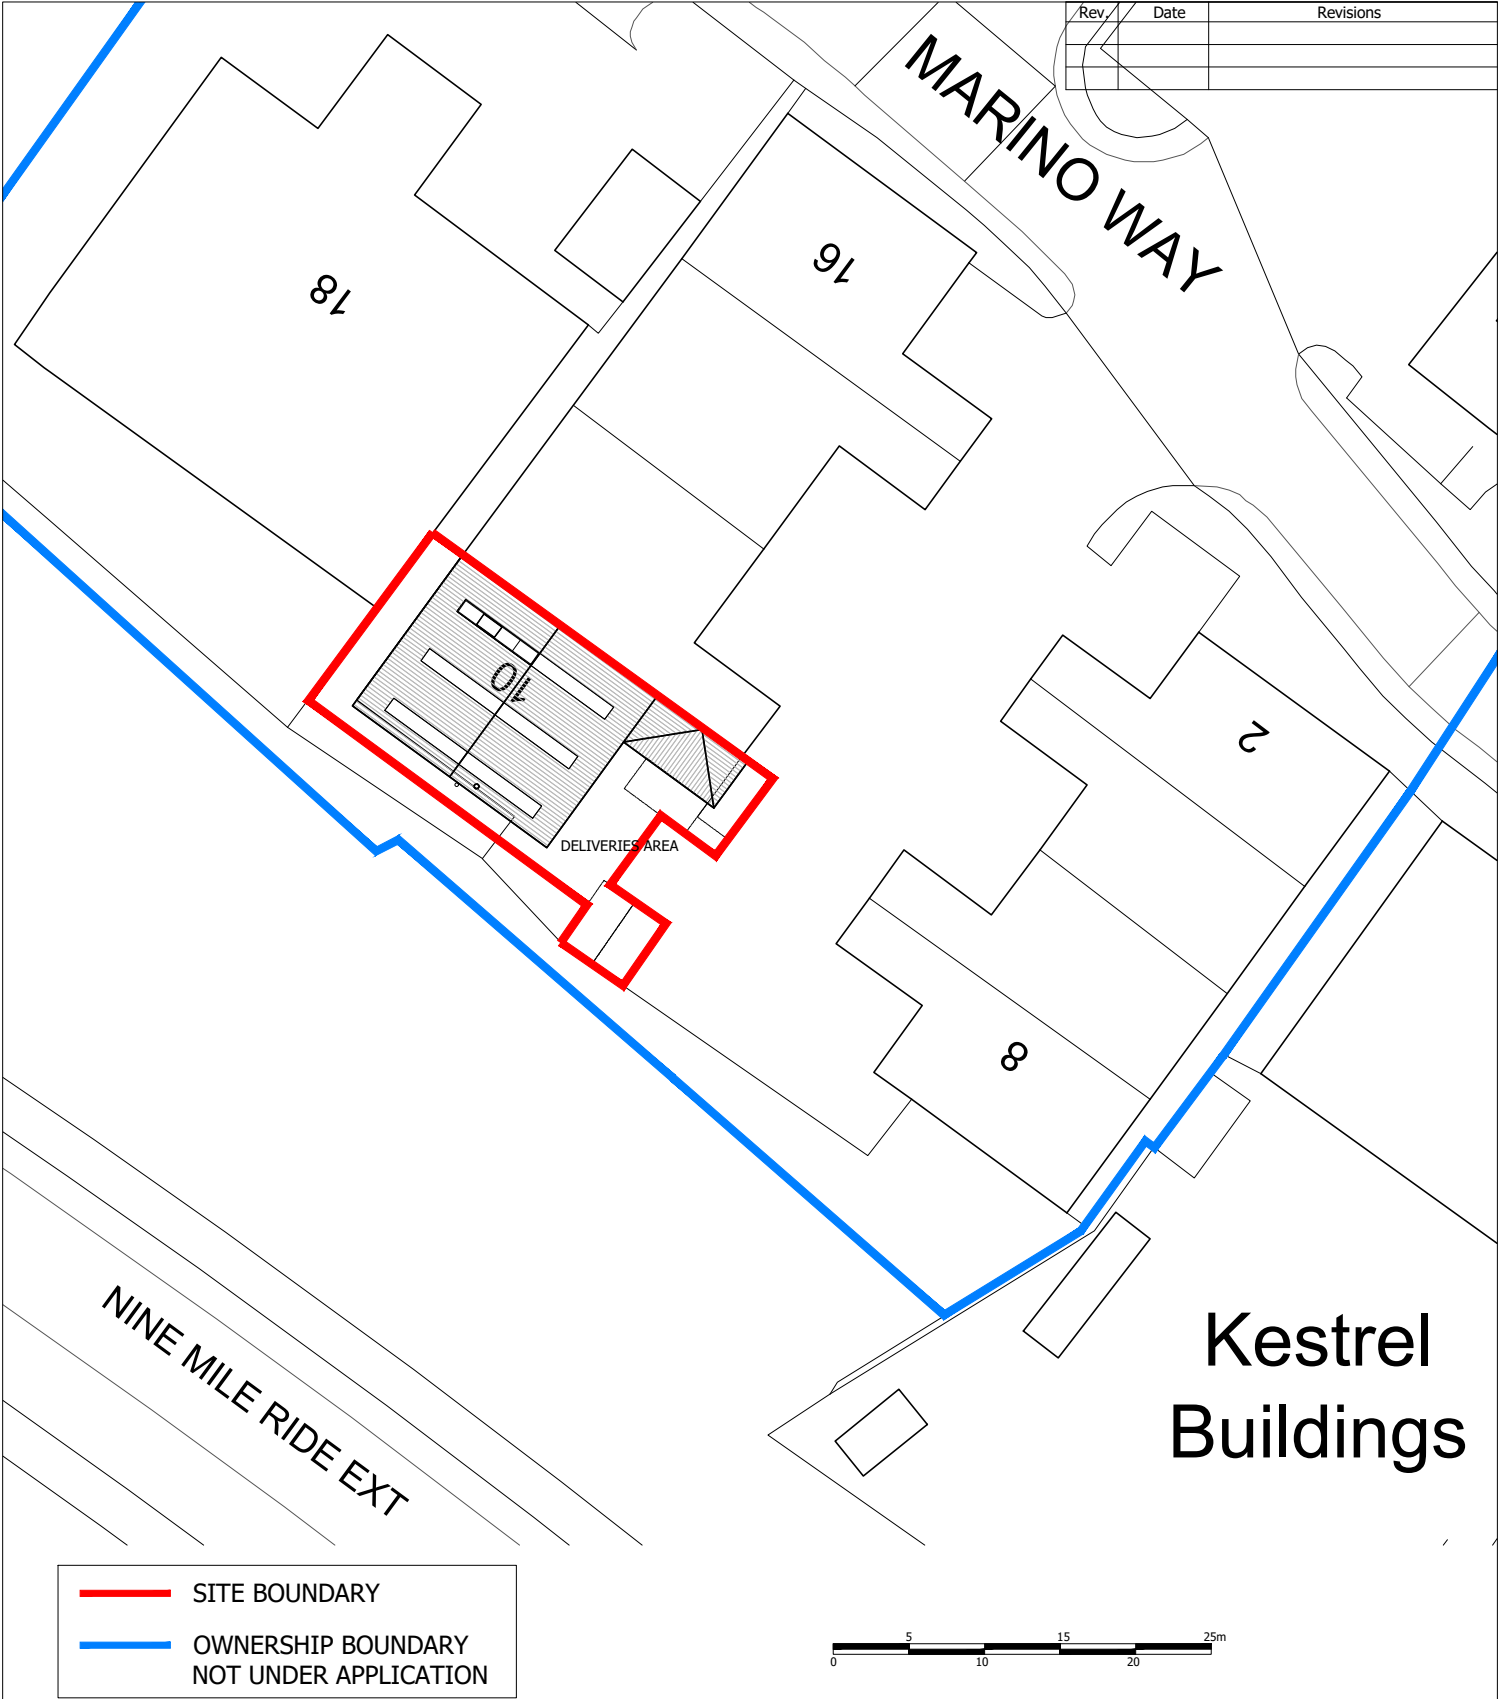 Rev. Date Revisions
MARINO WAY
16
18
10
2
DELIVERIES AREA
8
NINE MILE RIDE EXT
Kestrel
Buildings
SITE BOUNDARY
OWNERSHIP BOUNDARY
NOT UNDER APPLICATION
5 15 25m
0 10 20